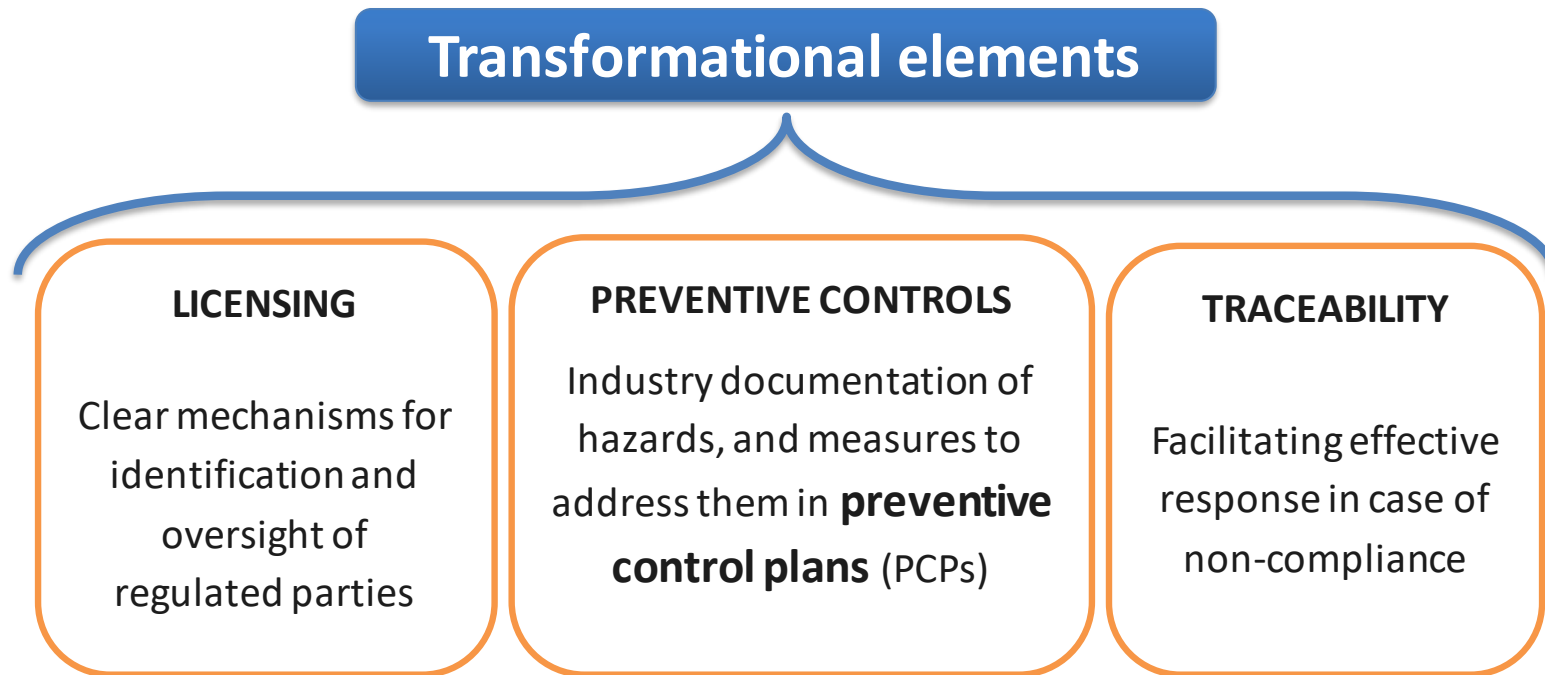 Transformational elements
LICENSING
Clear mechanisms for
identification and
oversight of
regulated parties
PREVENTIVE CONTROLS
Industry documentation of
hazards, and measures to
address them in preventive
control plans (PCPs)
TRACEABILITY
Facilitating effective
response in case of
non-compliance